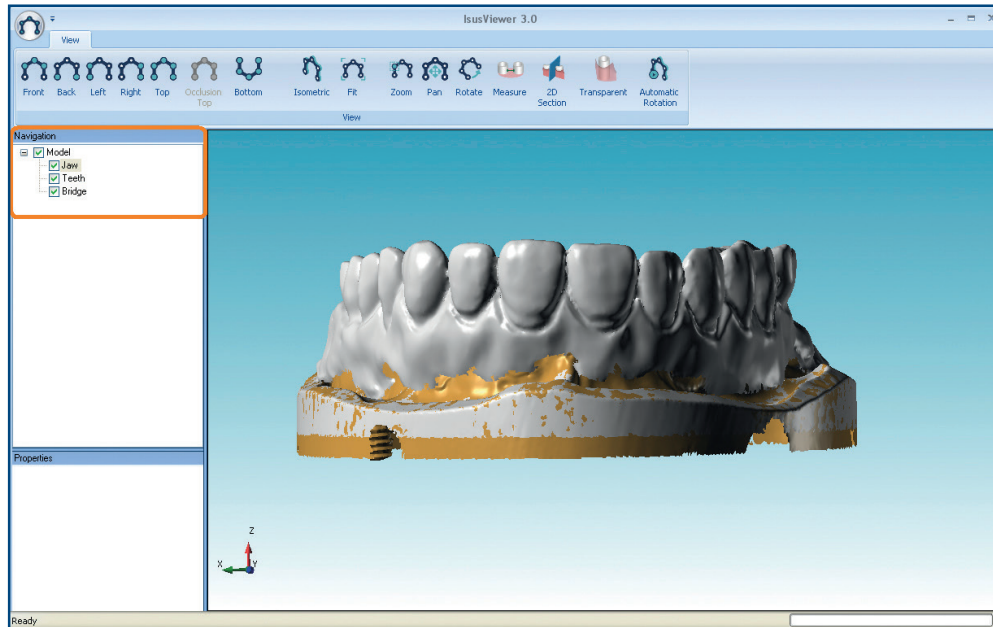 IsusViewer 3.0
View
Front Back Left Right Top Occlusion Top Bottom Isometric Fit Zoom Pan Rotate Measure 2D Section Transparent Automatic Rotation
View
Navigation
Model
Jaw
Teeth
Bridge
Properties
Z
X
Y
Ready